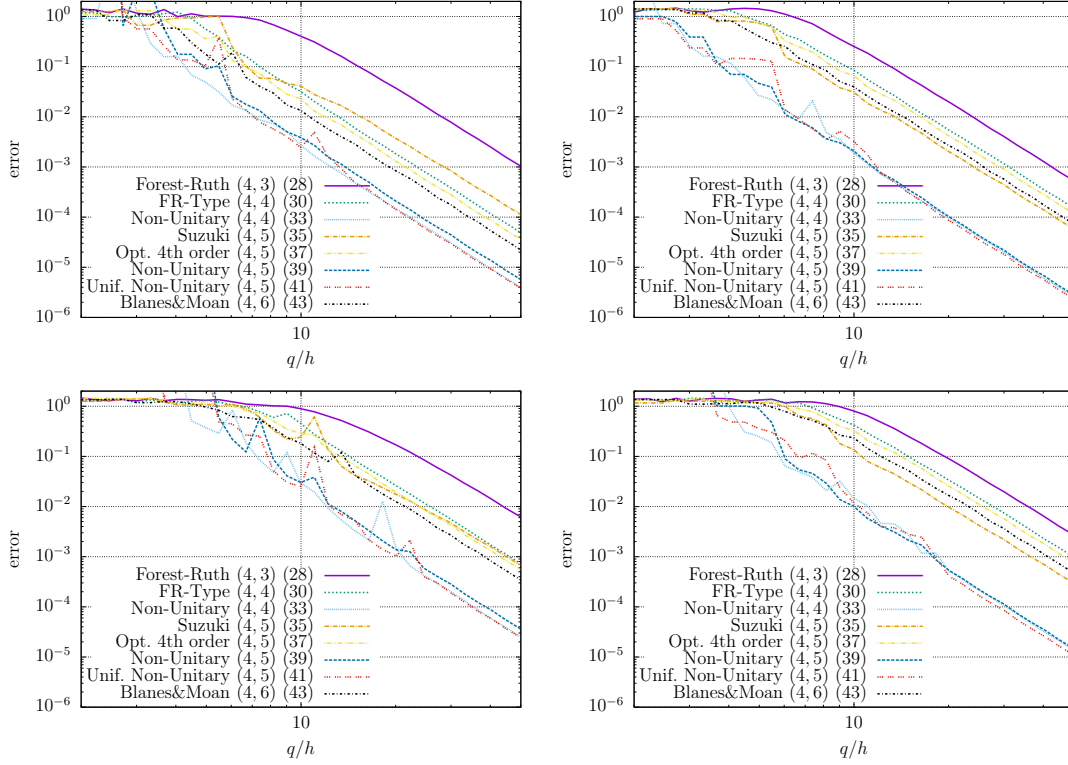 10^0
10^{-1}
10^{-2}
10^{-3}
10^{-4}
10^{-5}
10^{-6}
error
10
q/h
Forest-Ruth (4, 3) (28)
FR-Type (4, 4) (30)
Non-Unitary (4, 4) (33)
Suzuki (4, 5) (35)
Opt. 4th order (4, 5) (37)
Non-Unitary (4, 5) (39)
Unif. Non-Unitary (4, 5) (41)
Blanes&Moan (4, 6) (43)
10^0
10^{-1}
10^{-2}
10^{-3}
10^{-4}
10^{-5}
10^{-6}
error
10
q/h
Forest-Ruth (4, 3) (28)
FR-Type (4, 4) (30)
Non-Unitary (4, 4) (33)
Suzuki (4, 5) (35)
Opt. 4th order (4, 5) (37)
Non-Unitary (4, 5) (39)
Unif. Non-Unitary (4, 5) (41)
Blanes&Moan (4, 6) (43)
10^0
10^{-1}
10^{-2}
10^{-3}
10^{-4}
10^{-5}
10^{-6}
error
10
q/h
Forest-Ruth (4, 3) (28)
FR-Type (4, 4) (30)
Non-Unitary (4, 4) (33)
Suzuki (4, 5) (35)
Opt. 4th order (4, 5) (37)
Non-Unitary (4, 5) (39)
Unif. Non-Unitary (4, 5) (41)
Blanes&Moan (4, 6) (43)
10^0
10^{-1}
10^{-2}
10^{-3}
10^{-4}
10^{-5}
10^{-6}
error
10
q/h
Forest-Ruth (4, 3) (28)
FR-Type (4, 4) (30)
Non-Unitary (4, 4) (33)
Suzuki (4, 5) (35)
Opt. 4th order (4, 5) (37)
Non-Unitary (4, 5) (39)
Unif. Non-Unitary (4, 5) (41)
Blanes&Moan (4, 6) (43)